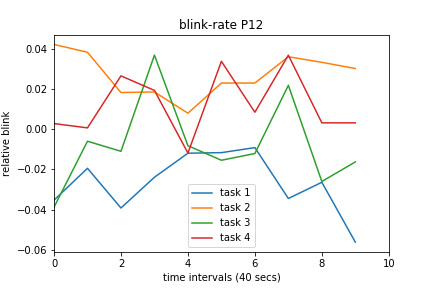 blink-rate P12
relative blink
0.04
0.02
0.00
−0.02
−0.04
−0.06
task 1
task 2
task 3
task 4
0 2 4 6 8 10
time intervals (40 secs)